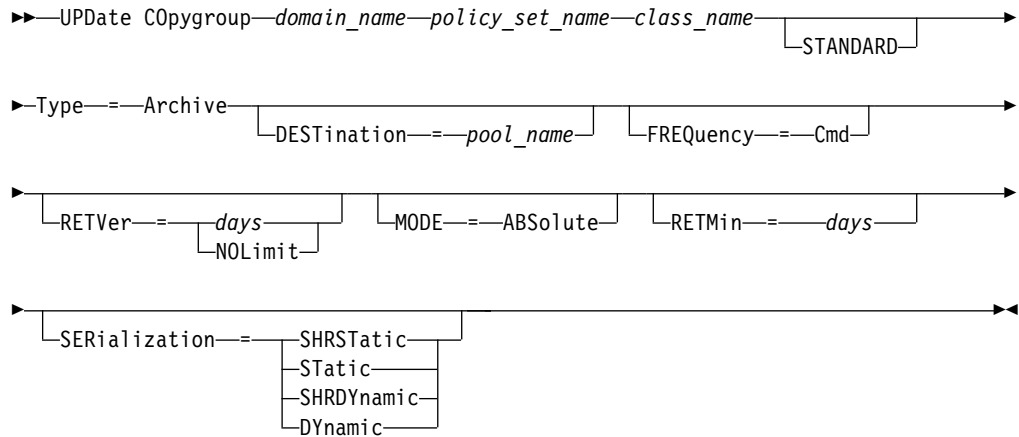 UPDate COpygroup domain_name policy_set_name class_name
STANDARD
Type = Archive
DESTination = pool_name
FREQuency = Cmd
RETVer = days
NOLimit
MODE = ABSolute
RETMin = days
SERialization = SHRSTatic
STatic
SHRDYnamic
DYnamic